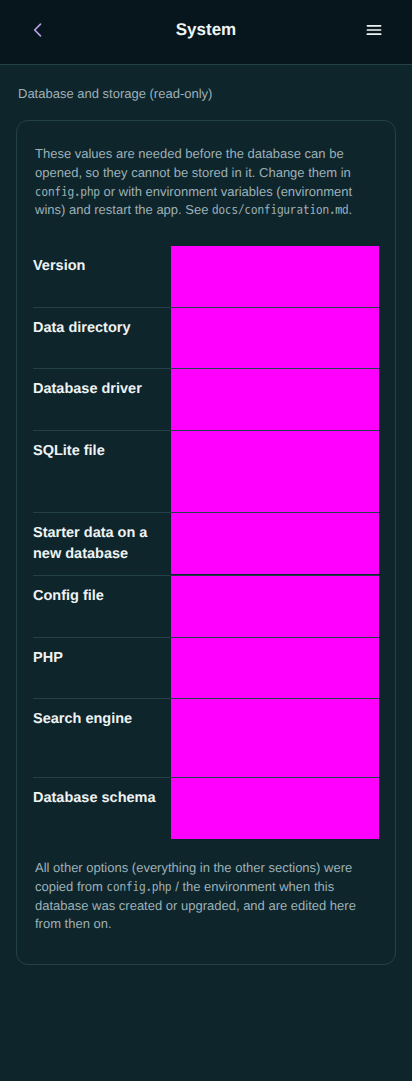 System
Database and storage (read-only)
These values are needed before the database can be
opened, so they cannot be stored in it. Change them in
config.php or with environment variables (environment
wins) and restart the app. See docs/configuration.md.
Version
Data directory
Database driver
SQLite file
Starter data on a
new database
Config file
PHP
Search engine
Database schema
All other options (everything in the other sections) were
copied from config.php / the environment when this
database was created or upgraded, and are edited here
from then on.